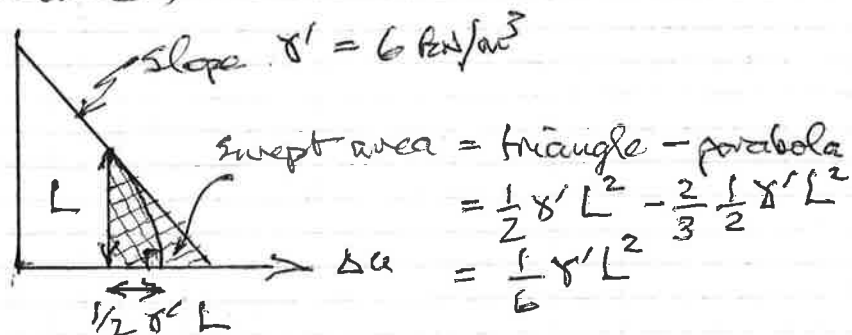 slope γ' = 6 kN/m³
swept area = triangle - parabola
= 1/2 γ' L² - 2/3 1/2 γ' L²
= 1/6 γ' L²
L
Δu
1/2 γ' L